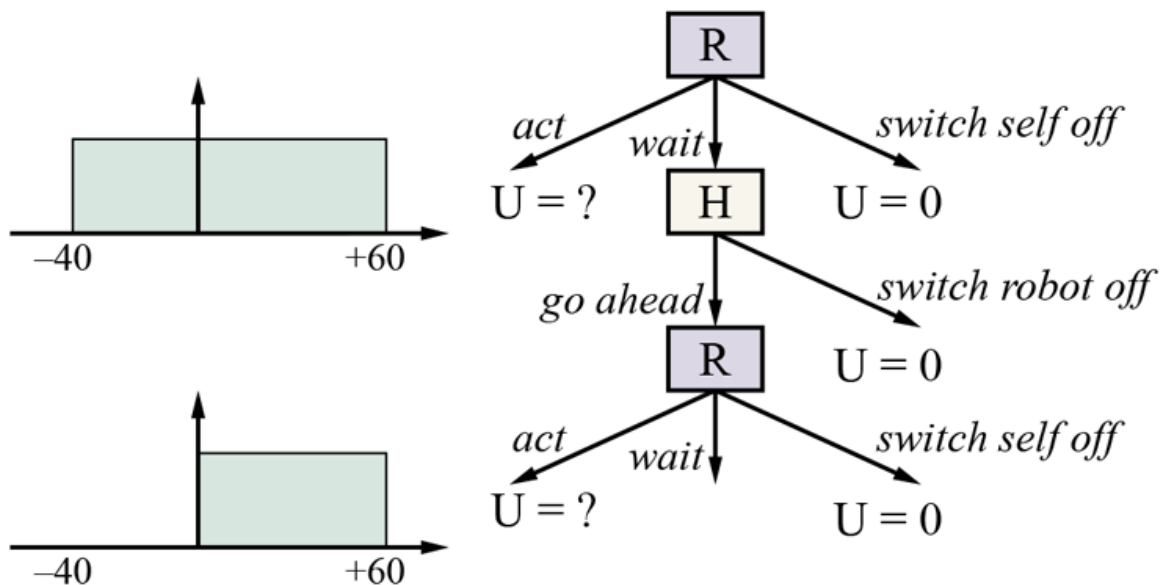 R
act
wait
switch self off
–40
+60
U = ?
H
U = 0
go ahead
switch robot off
R
U = 0
act
wait
switch self off
–40
+60
U = ?
U = 0